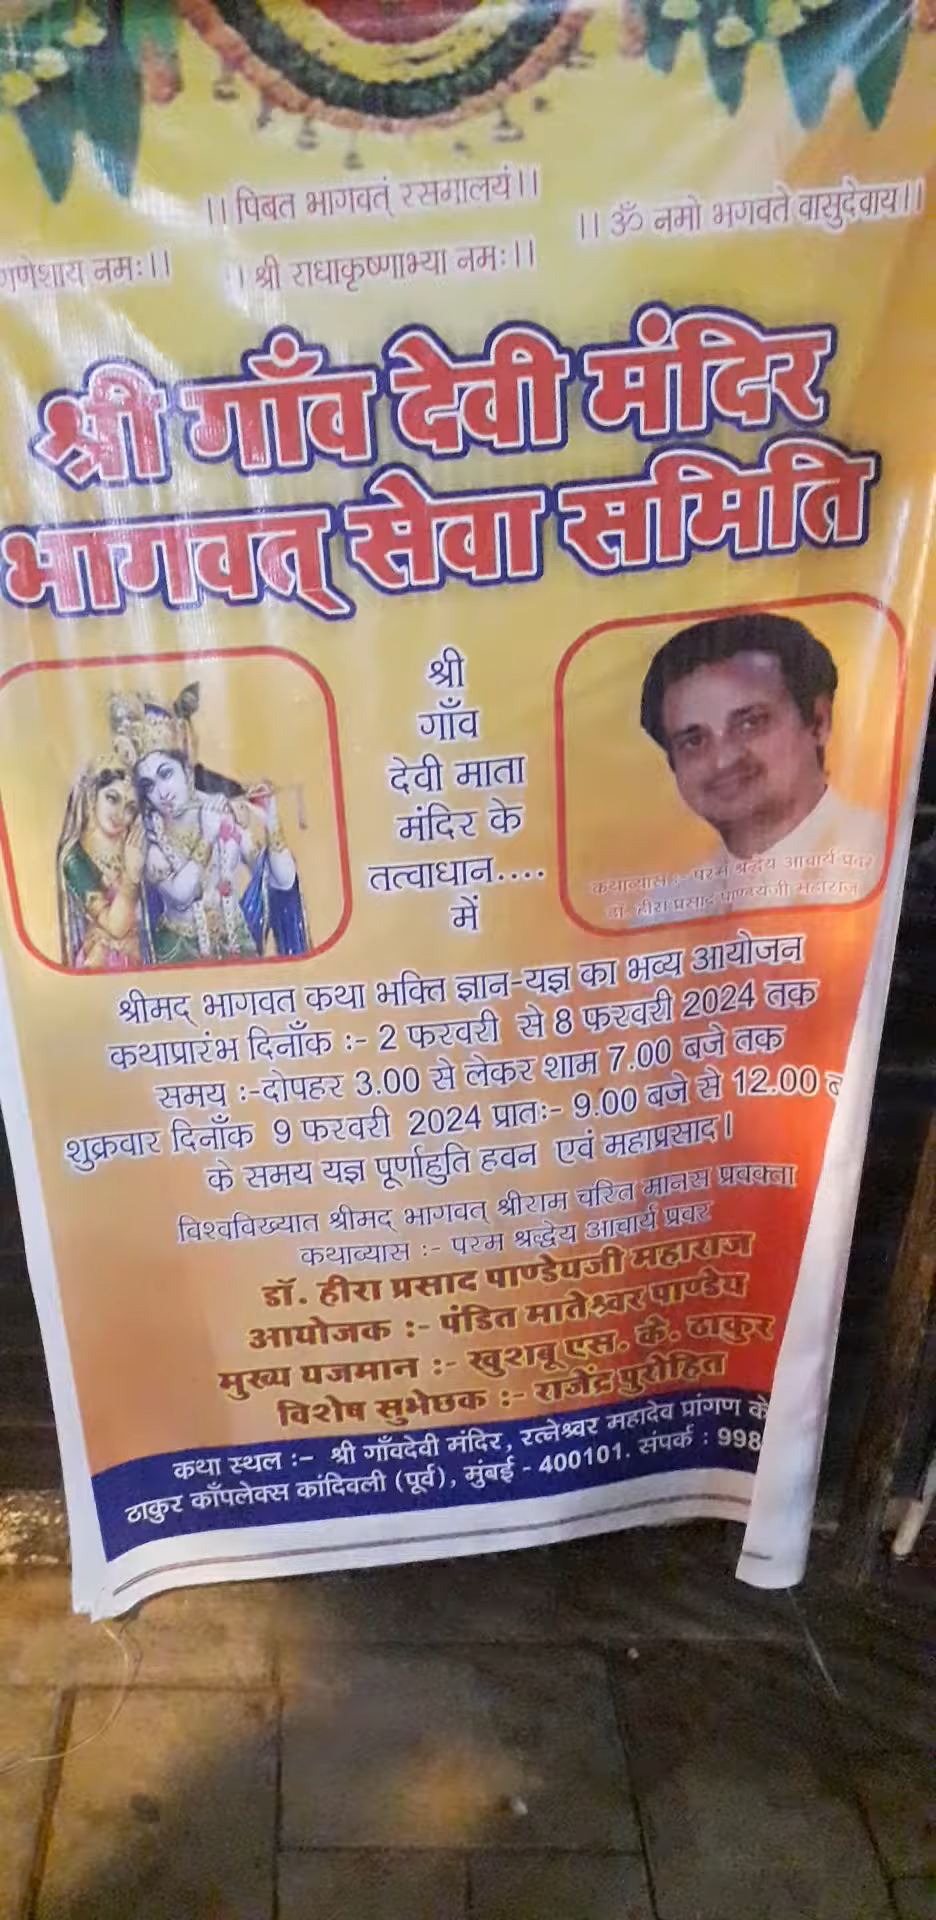 ।। पिबत भागवतं रसमालयं।।
।। ॐ नमो भगवते वासुदेवाय।।
गणेशाय नमः।।
।। श्री राधाकृष्णाभ्या नमः।।
श्री गाँव देवी मंदिर
भागवत् सेवा समिति
श्री
गाँव
देवी माता
मंदिर के
तत्वाधान....
में
कथाव्यास :- परम श्रद्धेय आचार्य प्रवर
डॉ. हीरा प्रसाद पाण्डेयजी महाराज
श्रीमद् भागवत कथा भक्ति ज्ञान-यज्ञ का भव्य आयोजन
कथाप्रारंभ दिनाँक :- 2 फरवरी से 8 फरवरी 2024 तक
समय :-दोपहर 3.00 से लेकर शाम 7.00 बजे तक
शुक्रवार दिनाँक 9 फरवरी 2024 प्रातः- 9.00 बजे से 12.00
के समय यज्ञ पूर्णाहुति हवन एवं महाप्रसाद।
विश्वविख्यात श्रीमद् भागवत् श्रीराम चरित मानस प्रवक्ता
कथाव्यास :- परम श्रद्धेय आचार्य प्रवर
डॉ. हीरा प्रसाद पाण्डेयजी महाराज
आयोजक :- पंडित मातेश्वर पाण्डेय
मुख्य यजमान :- खुशबू एस. के. ठाकुर
विशेष सुभेछक :- राजेंद्र पुरोहित
कथा स्थल :- श्री गाँवदेवी मंदिर, रत्नेश्वर महादेव प्रांगण के
ठाकुर कॉंपलेक्स कांदिवली (पूर्व), मुंबई - 400101. संपर्क : 998